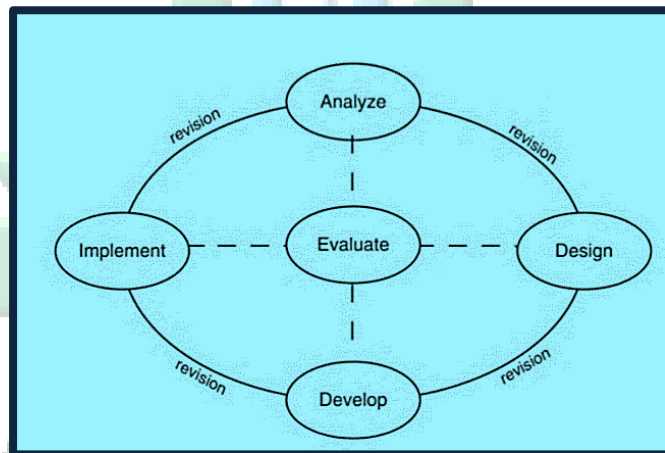 Analyze
revision
revision
Implement
Evaluate
Design
revision
revision
Develop